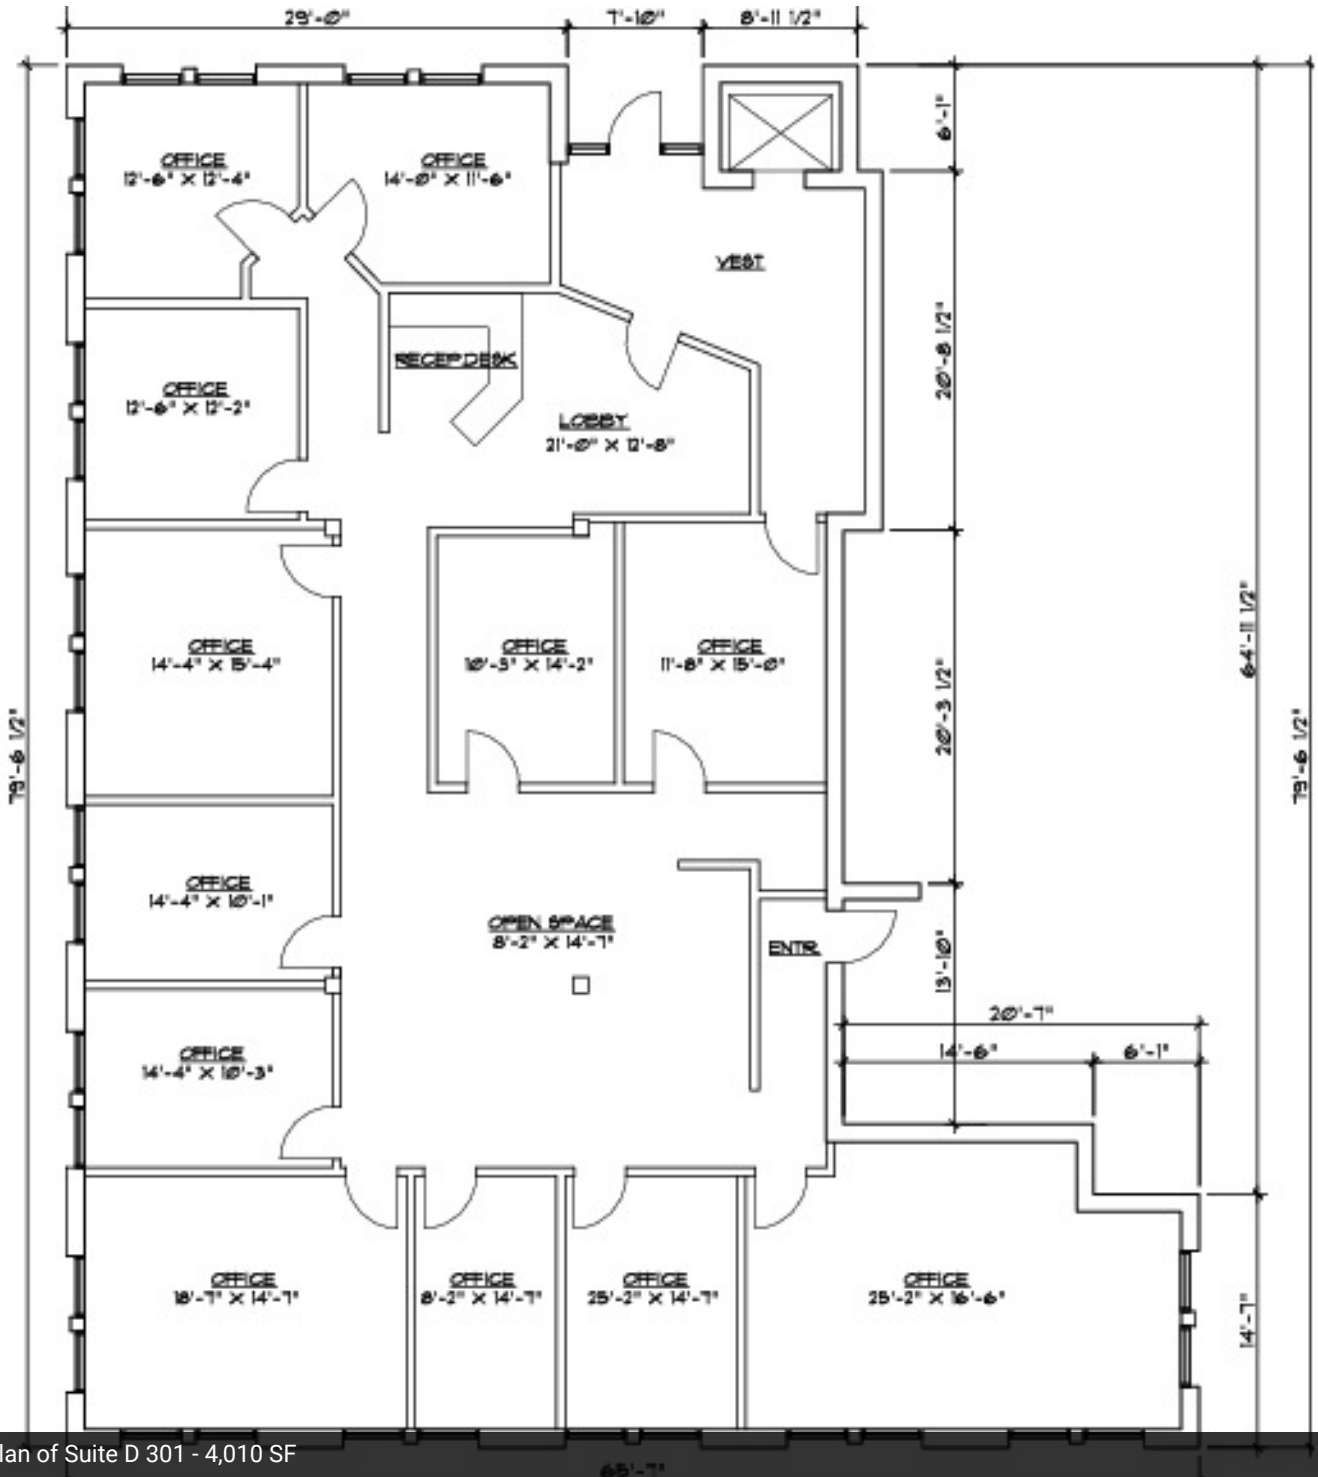 29'-0"
7'-10"
8'-11 1/2"
6'-1"
OFFICE
12'-6" X 12'-4"
OFFICE
14'-0" X 11'-6"
VEST
20'-8 1/2"
RECEP.DESK
OFFICE
12'-6" X 12'-2"
LOBBY
21'-0" X 12'-8"
OFFICE
14'-4" X 15'-4"
OFFICE
10'-3" X 14'-2"
OFFICE
11'-8" X 15'-0"
20'-3 1/2"
64'-11 1/2"
79'-6 1/2"
79'-6 1/2"
OFFICE
14'-4" X 10'-1"
OPEN SPACE
8'-2" X 14'-7"
ENTR.
13'-10"
20'-7"
14'-6"
6'-1"
OFFICE
14'-4" X 10'-3"
OFFICE
18'-7" X 14'-7"
OFFICE
8'-2" X 14'-7"
OFFICE
25'-2" X 14'-7"
OFFICE
25'-2" X 16'-6"
14'-7"
lan of Suite D 301 - 4,010 SF
65'-7"